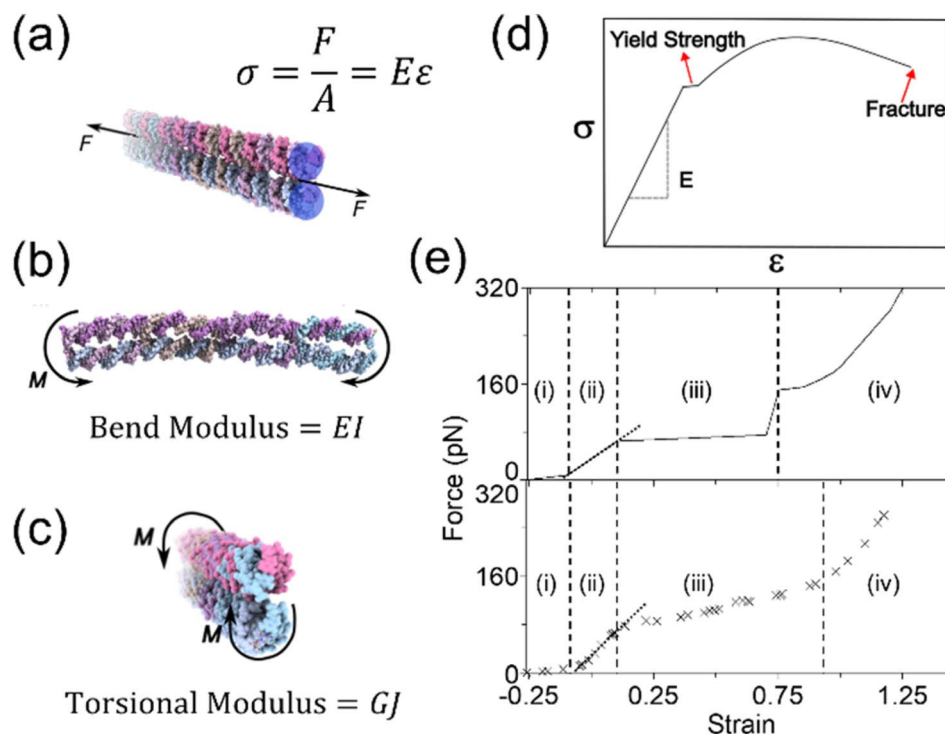 (a)
σ = F/A = Eε
F
F
(b)
M
Bend Modulus = EI
(c)
M
M
Torsional Modulus = GJ
(d)
Yield Strength
Fracture
σ
E
ε
(e)
320
160
0
(i)
(ii)
(iii)
(iv)
Force (pN)
320
160
0
(i)
(ii)
(iii)
(iv)
-0.25 0.25 0.75 1.25
Strain